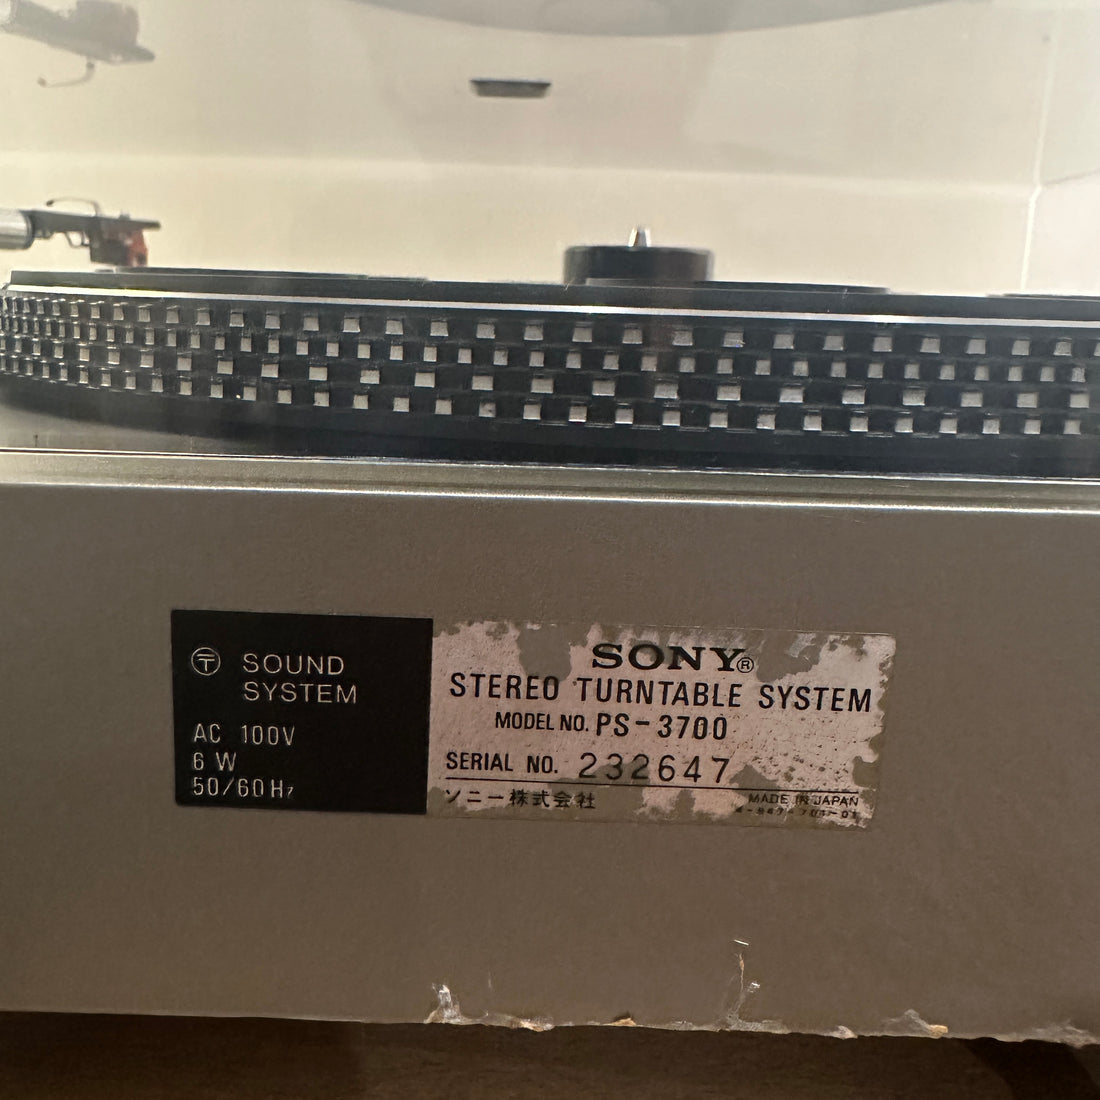 〒 SOUND
SYSTEM
AC 100V
6 W
50/60Hz
SONY®
STEREO TURNTABLE SYSTEM
MODEL NO. PS-3700
SERIAL NO. 232647
ソニー株式会社
MADE IN JAPAN